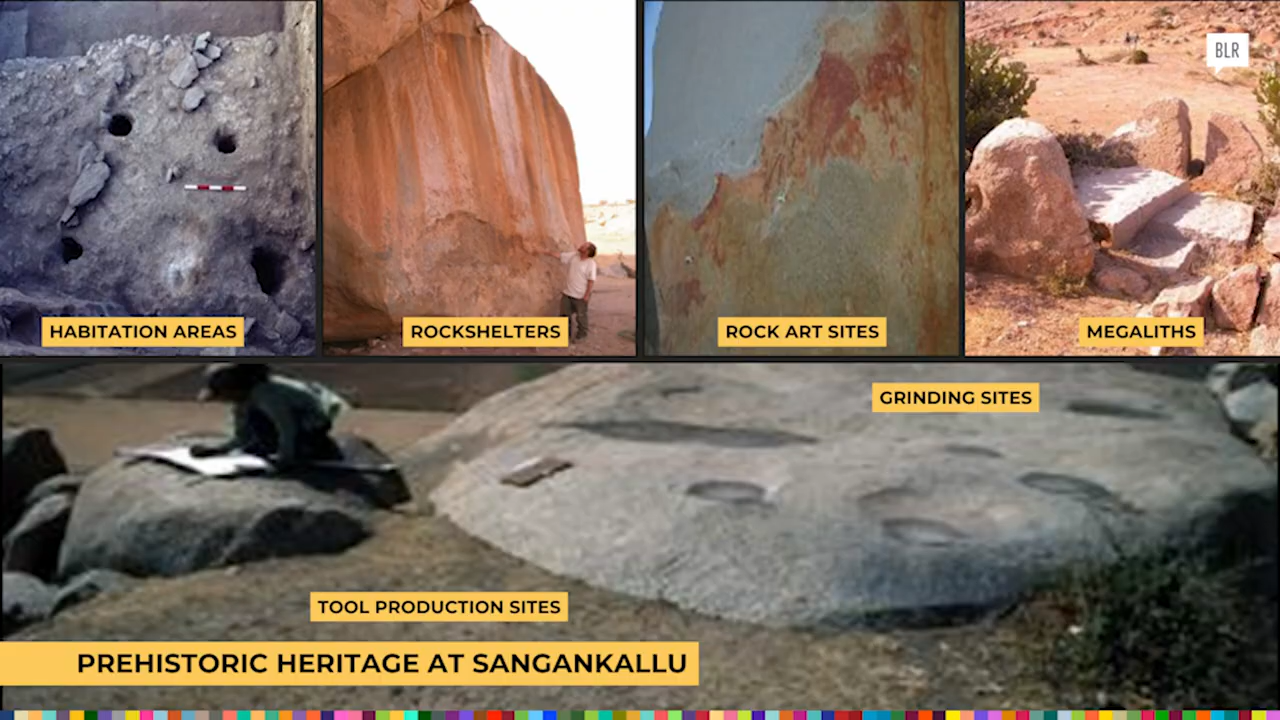 BLR
HABITATION AREAS
ROCKSHELTERS
ROCK ART SITES
MEGALITHS
GRINDING SITES
TOOL PRODUCTION SITES
PREHISTORIC HERITAGE AT SANGANKALLU